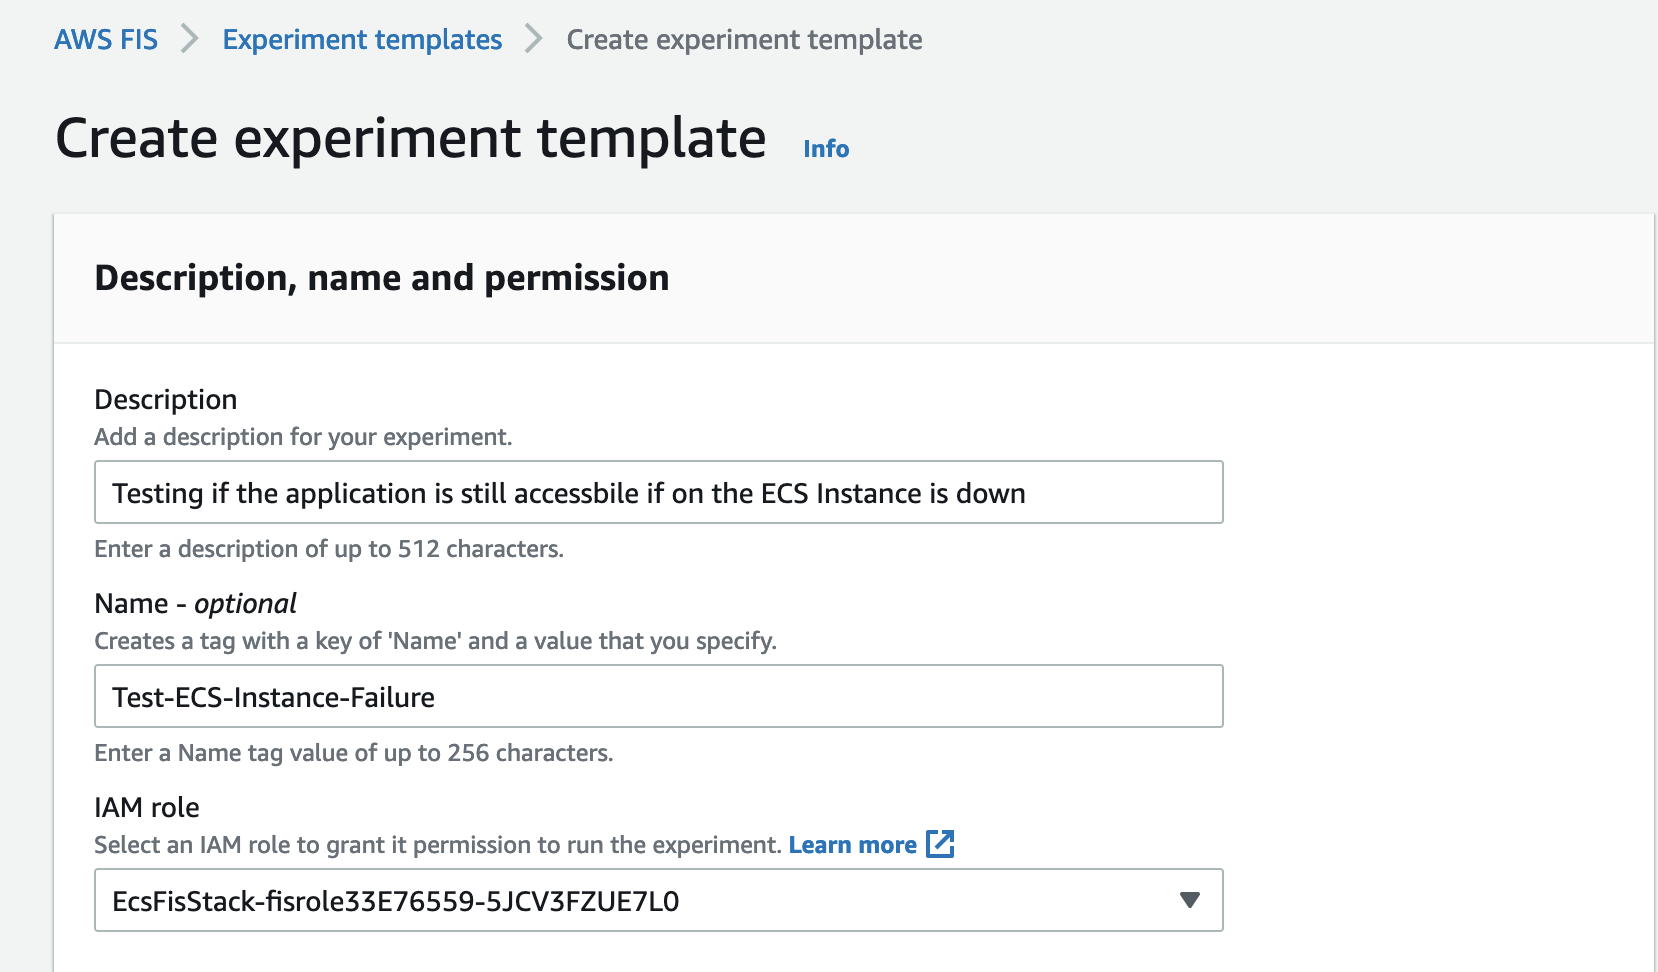 AWS FIS > Experiment templates > Create experiment template
Create experiment template Info
Description, name and permission
Description
Add a description for your experiment.
Testing if the application is still accessbile if on the ECS Instance is down
Enter a description of up to 512 characters.
Name - optional
Creates a tag with a key of 'Name' and a value that you specify.
Test-ECS-Instance-Failure
Enter a Name tag value of up to 256 characters.
IAM role
Select an IAM role to grant it permission to run the experiment. Learn more
EcsFisStack-fisrole33E76559-5JCV3FZUE7L0